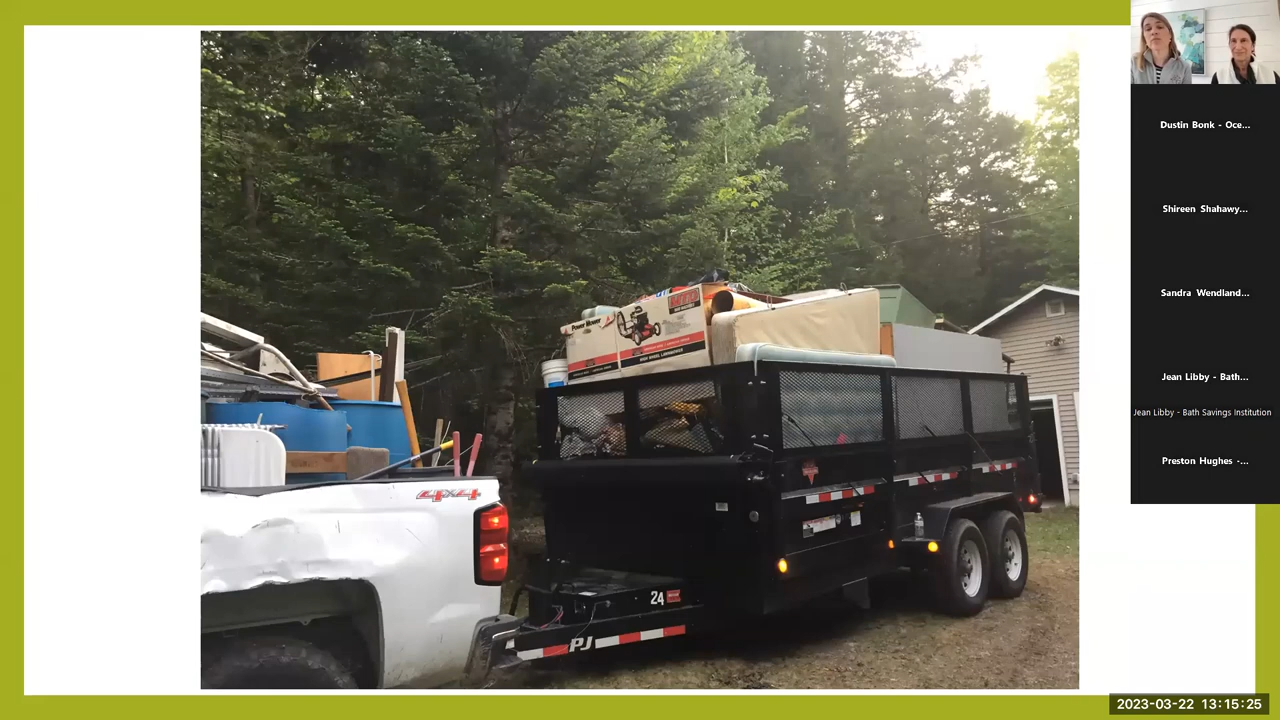 Dustin Bonk - Oce...
Shireen Shahawy...
Sandra Wendland...
Jean Libby - Bath...
Jean Libby - Bath Savings Institution
Preston Hughes -...
Power Mower
4x4
24
PJ
2023-03-22 13:15:25